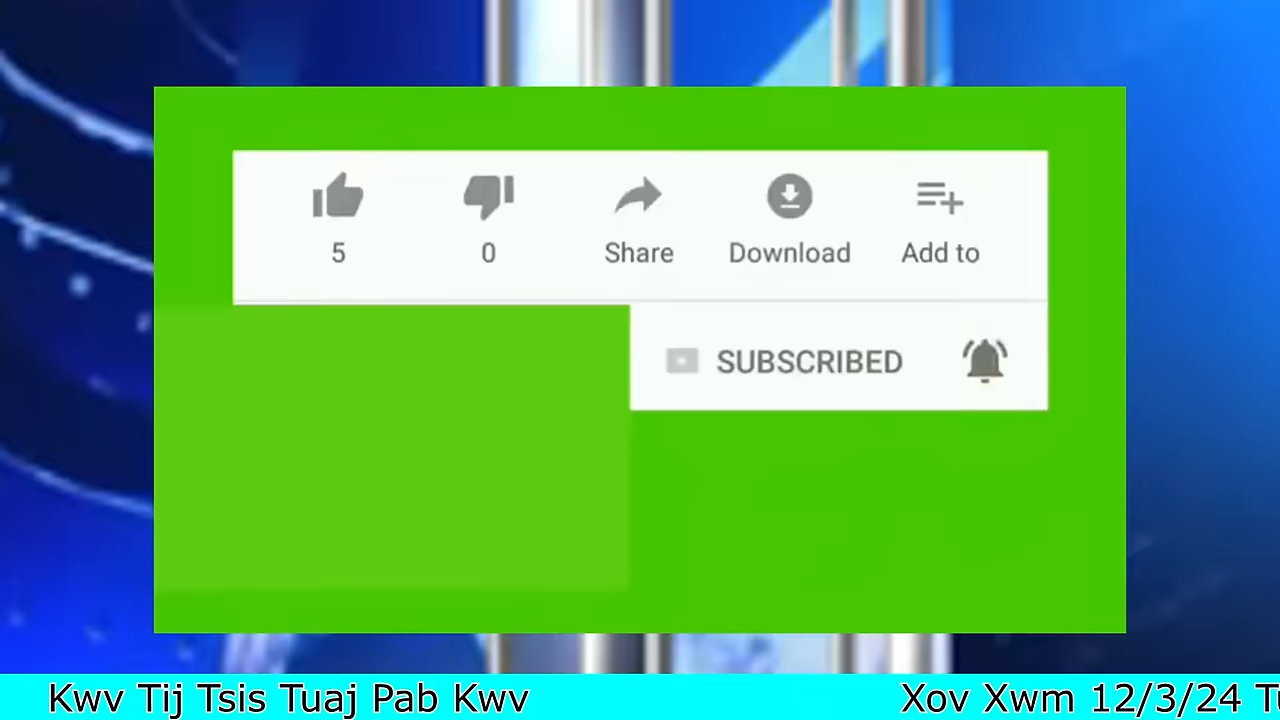 5 0 Share Download Add to
SUBSCRIBED
Kwv Tij Tsis Tuaj Pab Kwv Xov Xwm 12/3/24